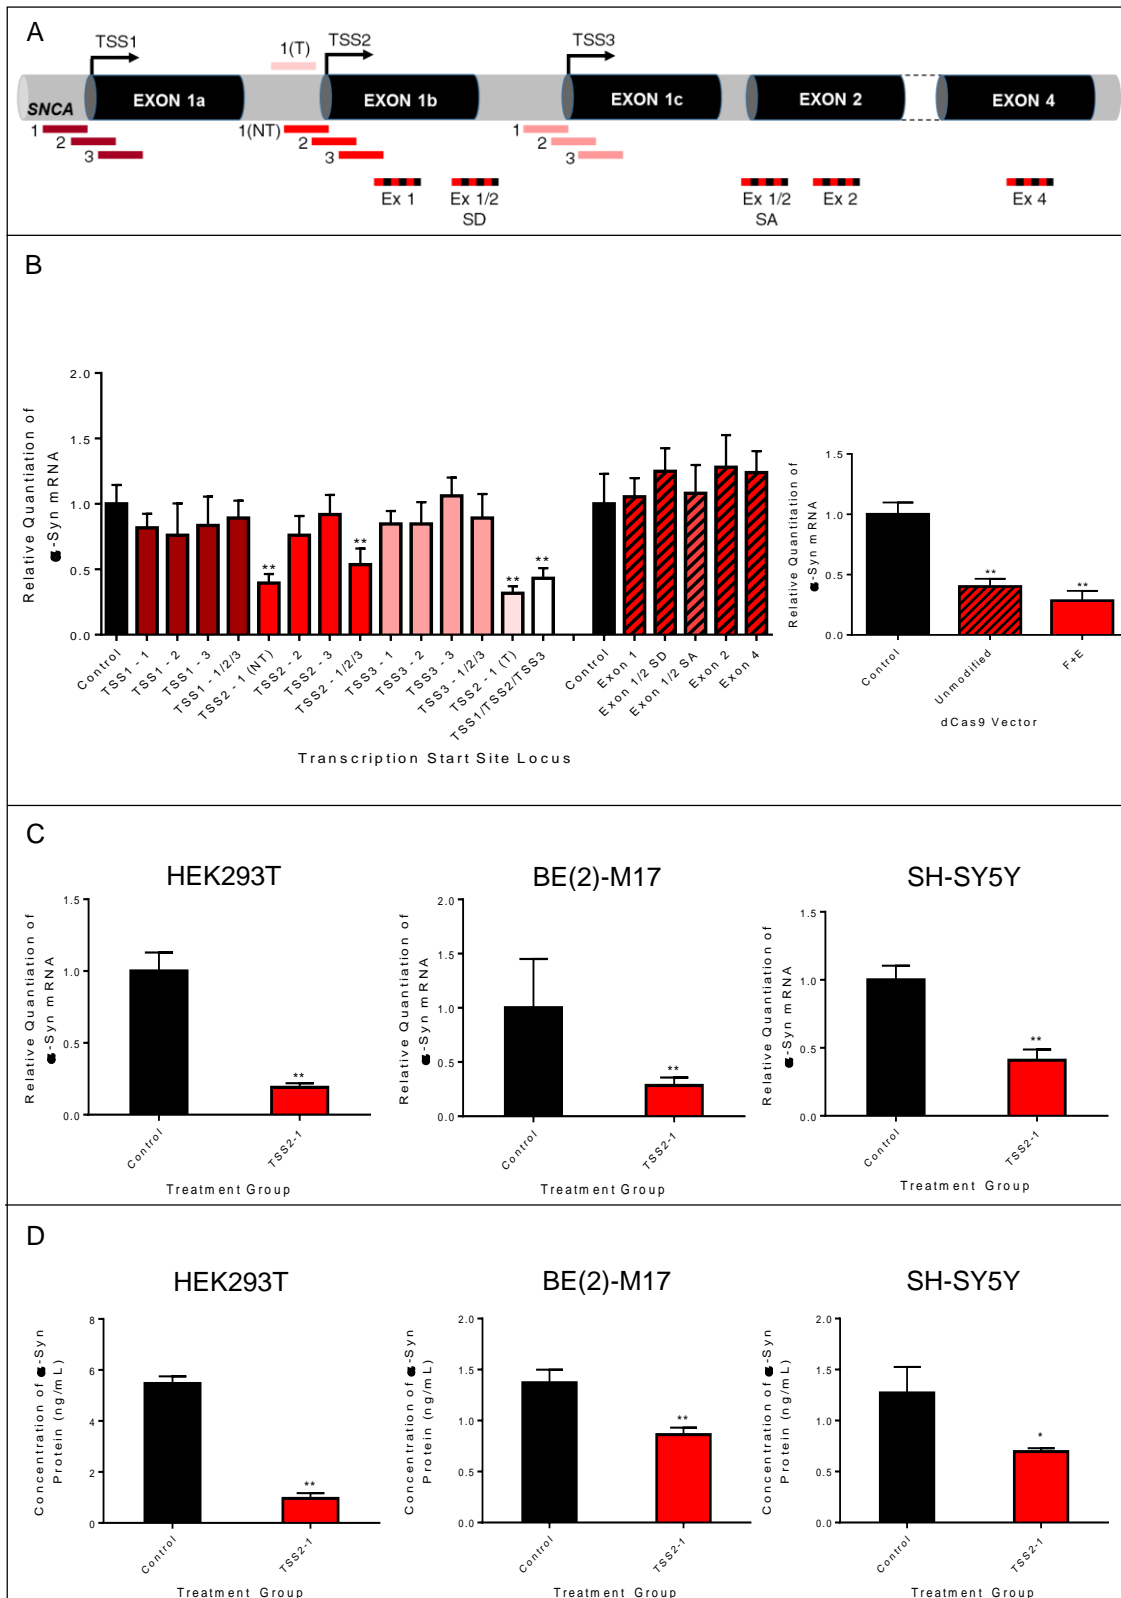 A
TSS1
1(T)
TSS2
TSS3
SNCA
EXON 1a
EXON 1b
EXON 1c
EXON 2
EXON 4
1
2
3
1(NT)
2
3
1
2
3
Ex 1
Ex 1/2
SD
Ex 1/2
SA
Ex 2
Ex 4
B
Relative Quantiation of
α-Syn mRNA
2.0
1.5
1.0
0.5
0.0
**
**
**
**
Control
TSS1 - 1
TSS1 - 2
TSS1 - 3
TSS1 - 1/2/3
TSS2 - 1 (NT)
TSS2 - 2
TSS2 - 3
TSS2 - 1/2/3
TSS3 - 1
TSS3 - 2
TSS3 - 3
TSS3 - 1/2/3
TSS2 - 1 (T)
TSS1/TSS2/TSS3
Control
Exon 1
Exon 1/2 SD
Exon 1/2 SA
Exon 2
Exon 4
Transcription Start Site Locus
Relative Quantitation of
α-Syn mRNA
1.5
1.0
0.5
0.0
**
**
Control
Unmodified
F+E
dCas9 Vector
C
HEK293T
Relative Quantiation of
α-Syn mRNA
1.5
1.0
0.5
0.0
**
Control
TSS2-1
Treatment Group
BE(2)-M17
Relative Quantiation of
α-Syn mRNA
2.0
1.5
1.0
0.5
0.0
**
Control
TSS2-1
Treatment Group
SH-SY5Y
Relative Quantiation of
α-Syn mRNA
1.5
1.0
0.5
0.0
**
Control
TSS2-1
Treatment Group
D
HEK293T
Concentration of α-Syn
Protein (ng/mL)
8
6
4
2
0
**
Control
TSS2-1
Treatment Group
BE(2)-M17
Concentration of α-Syn
Protein (ng/mL)
2.0
1.5
1.0
0.5
0.0
**
Control
TSS2-1
Treatment Group
SH-SY5Y
Concentration of α-Syn
Protein (ng/mL)
2.0
1.5
1.0
0.5
0.0
*
Control
TSS2-1
Treatment Group